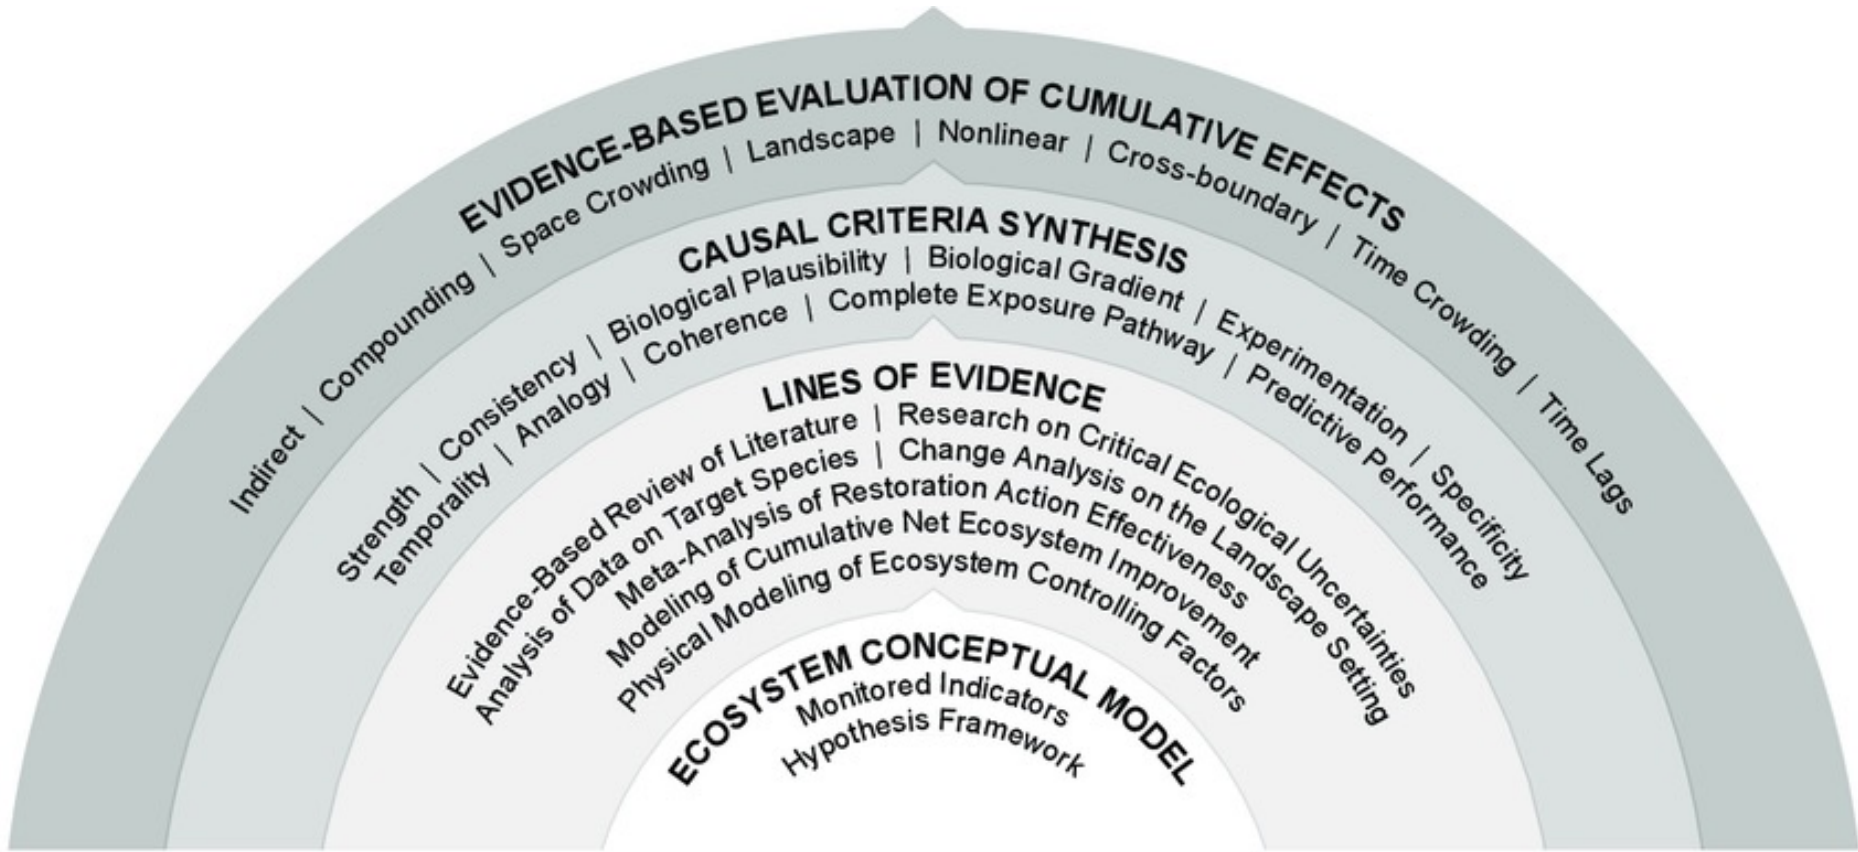 EVIDENCE-BASED EVALUATION OF CUMULATIVE EFFECTS
Indirect | Compounding | Space Crowding | Landscape | Nonlinear | Cross-boundary | Time Crowding | Time Lags
CAUSAL CRITERIA SYNTHESIS
Strength | Consistency | Biological Plausibility | Biological Gradient | Experimentation | Specificity
Temporality | Analogy | Coherence | Complete Exposure Pathway | Predictive Performance
LINES OF EVIDENCE
Evidence-Based Review of Literature | Research on Critical Ecological Uncertainties
Analysis of Data on Target Species | Change Analysis on the Landscape Setting
Meta-Analysis of Restoration Action Effectiveness
Modeling of Cumulative Net Ecosystem Improvement
Physical Modeling of Ecosystem Controlling Factors
ECOSYSTEM CONCEPTUAL MODEL
Monitored Indicators
Hypothesis Framework